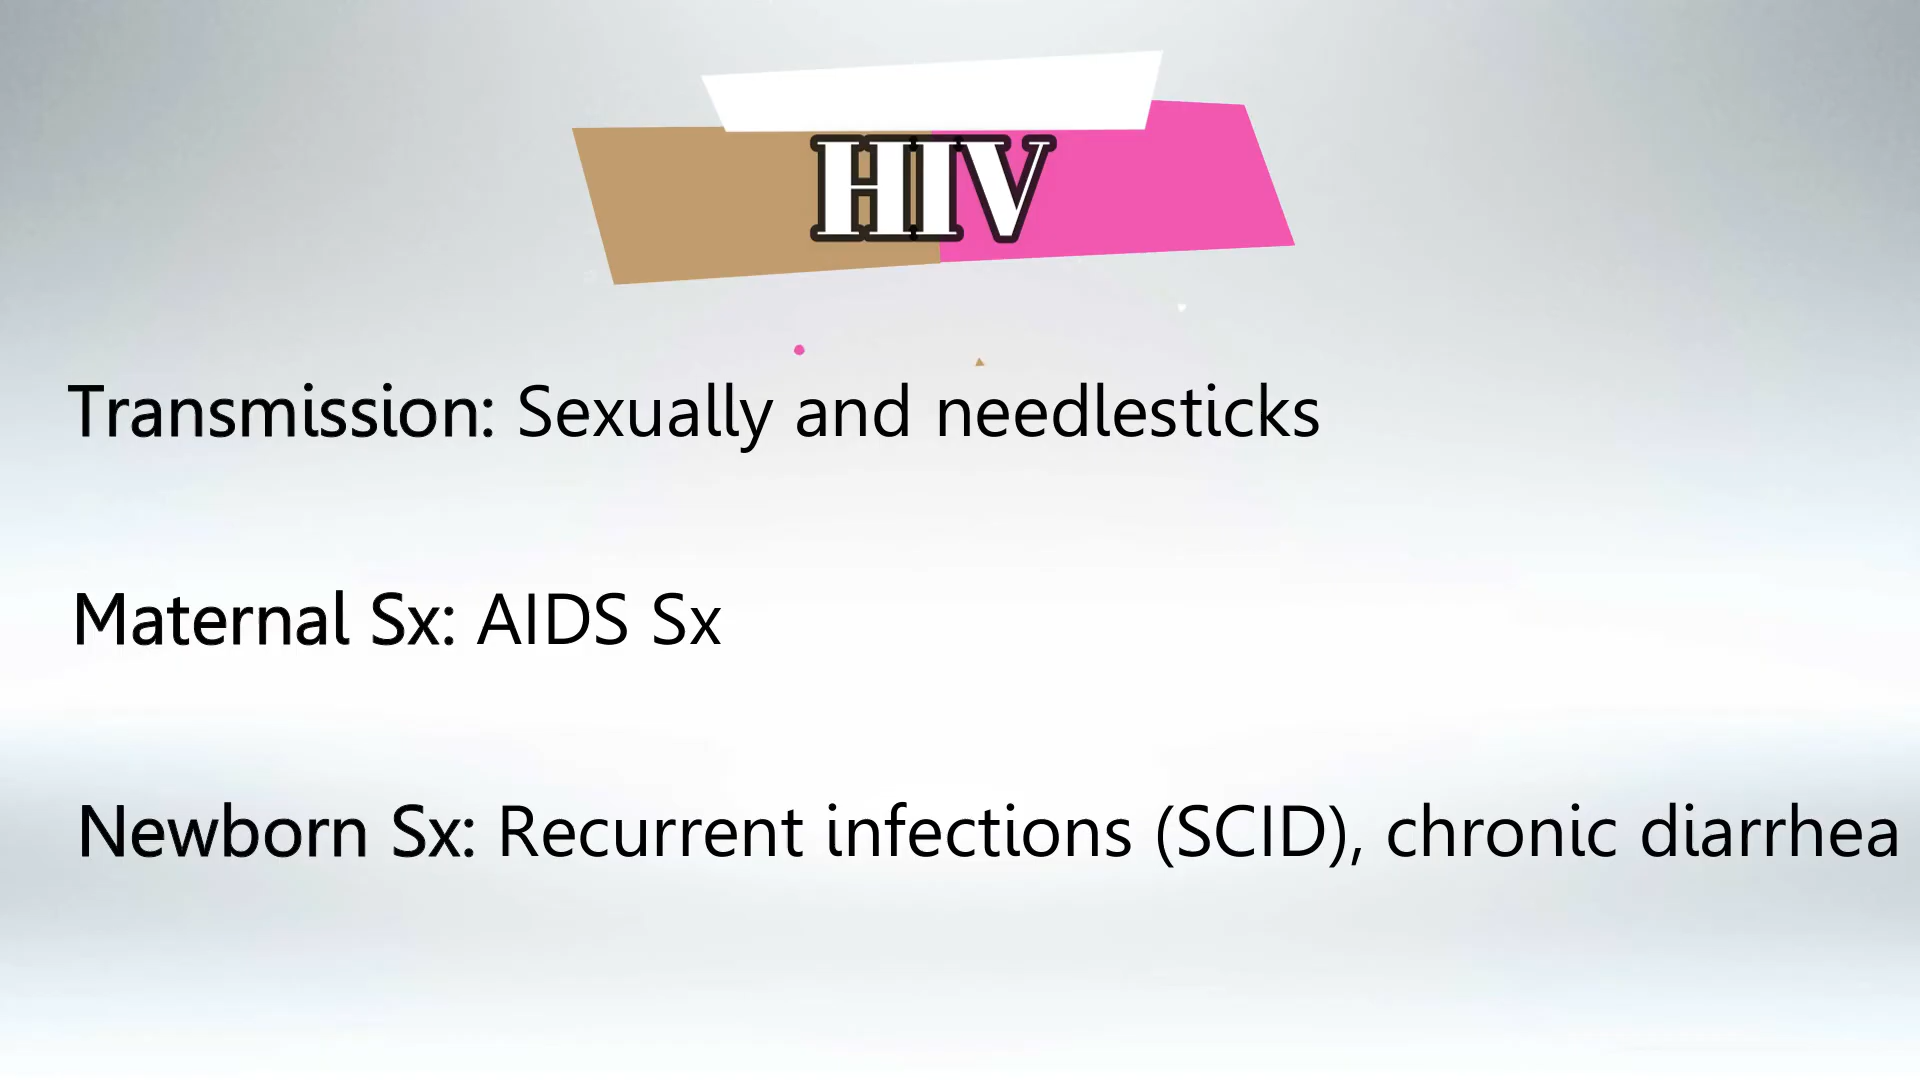 HIV
Transmission: Sexually and needlesticks
Maternal Sx: AIDS Sx
Newborn Sx: Recurrent infections (SCID), chronic diarrhea